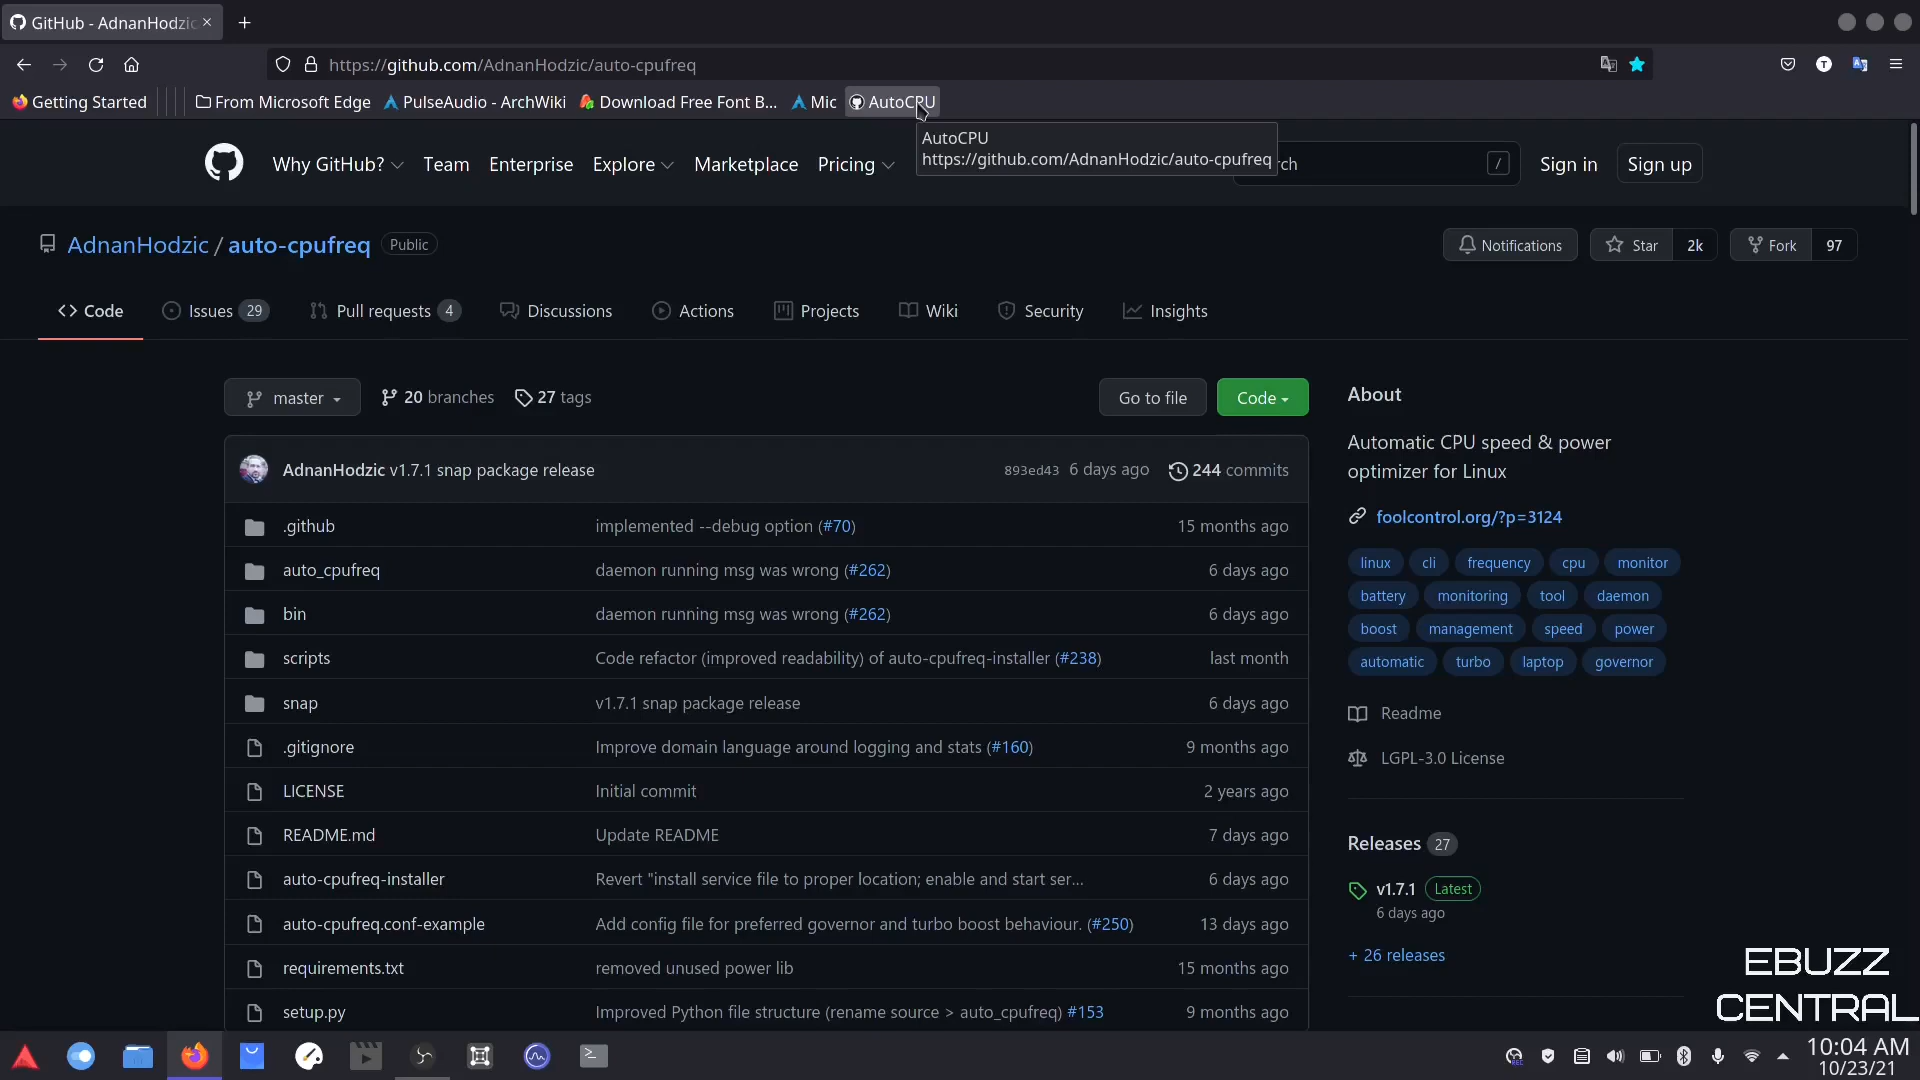 GitHub - AdnanHodzic
https://github.com/AdnanHodzic/auto-cpufreq
Getting Started
From Microsoft Edge
PulseAudio - ArchWiki
Download Free Font B...
Mic
AutoCPU
AutoCPU
https://github.com/AdnanHodzic/auto-cpufreq
Why GitHub?
Team
Enterprise
Explore
Marketplace
Pricing
rch
/
Sign in
Sign up
AdnanHodzic / auto-cpufreq
Public
Notifications
Star
2k
Fork
97
Code
Issues 29
Pull requests 4
Discussions
Actions
Projects
Wiki
Security
Insights
master
20 branches
27 tags
Go to file
Code
AdnanHodzic v1.7.1 snap package release
893ed43 6 days ago
244 commits
.github
implemented --debug option (#70)
15 months ago
auto_cpufreq
daemon running msg was wrong (#262)
6 days ago
bin
daemon running msg was wrong (#262)
6 days ago
scripts
Code refactor (improved readability) of auto-cpufreq-installer (#238)
last month
snap
v1.7.1 snap package release
6 days ago
.gitignore
Improve domain language around logging and stats (#160)
9 months ago
LICENSE
Initial commit
2 years ago
README.md
Update README
7 days ago
auto-cpufreq-installer
Revert "install service file to proper location; enable and start ser...
6 days ago
auto-cpufreq.conf-example
Add config file for preferred governor and turbo boost behaviour. (#250)
13 days ago
requirements.txt
removed unused power lib
15 months ago
setup.py
Improved Python file structure (rename source > auto_cpufreq) #153
9 months ago
About
Automatic CPU speed & power
optimizer for Linux
foolcontrol.org/?p=3124
linux cli frequency cpu monitor
battery monitoring tool daemon
boost management speed power
automatic turbo laptop governor
Readme
LGPL-3.0 License
Releases 27
v1.7.1 Latest
6 days ago
+ 26 releases
EBUZZ
CENTRAL
10:04 AM
10/23/21